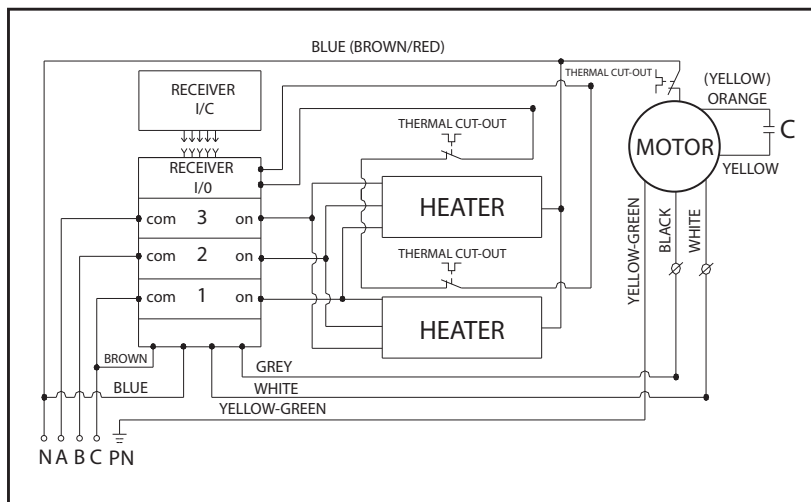 BLUE (BROWN/RED)
THERMAL CUT-OUT
(YELLOW)
ORANGE
C
MOTOR
YELLOW
RECEIVER
I/C
THERMAL CUT-OUT
RECEIVER
I/0
HEATER
com 3 on
com 2 on
THERMAL CUT-OUT
com 1 on
HEATER
YELLOW-GREEN
BLACK
WHITE
BROWN
GREY
BLUE
WHITE
YELLOW-GREEN
N A B C PN